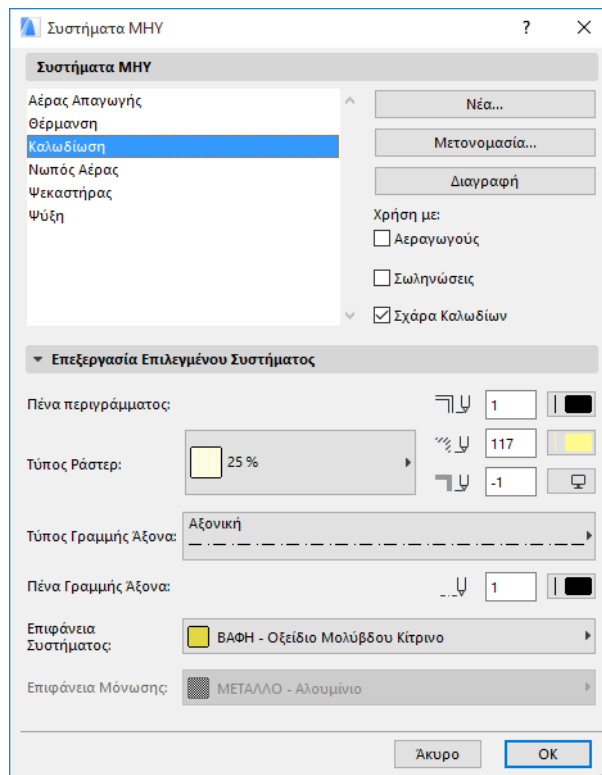 Συστήματα ΜΗΥ
?
Συστήματα ΜΗΥ
Αέρας Απαγωγής
Θέρμανση
Καλωδίωση
Νωπός Αέρας
Ψεκαστήρας
Ψύξη
Νέα...
Μετονομασία...
Διαγραφή
Χρήση με:
Αεραγωγούς
Σωληνώσεις
Σχάρα Καλωδίων
Επεξεργασία Επιλεγμένου Συστήματος
Πένα περιγράμματος:
1
117
Τύπος Ράστερ:
25 %
-1
Τύπος Γραμμής Άξονα:
Αξονική
Πένα Γραμμής Άξονα:
1
Επιφάνεια
Συστήματος:
ΒΑΦΗ - Οξείδιο Μολύβδου Κίτρινο
Επιφάνεια Μόνωσης:
ΜΕΤΑΛΛΟ - Αλουμίνιο
Άκυρο
OK